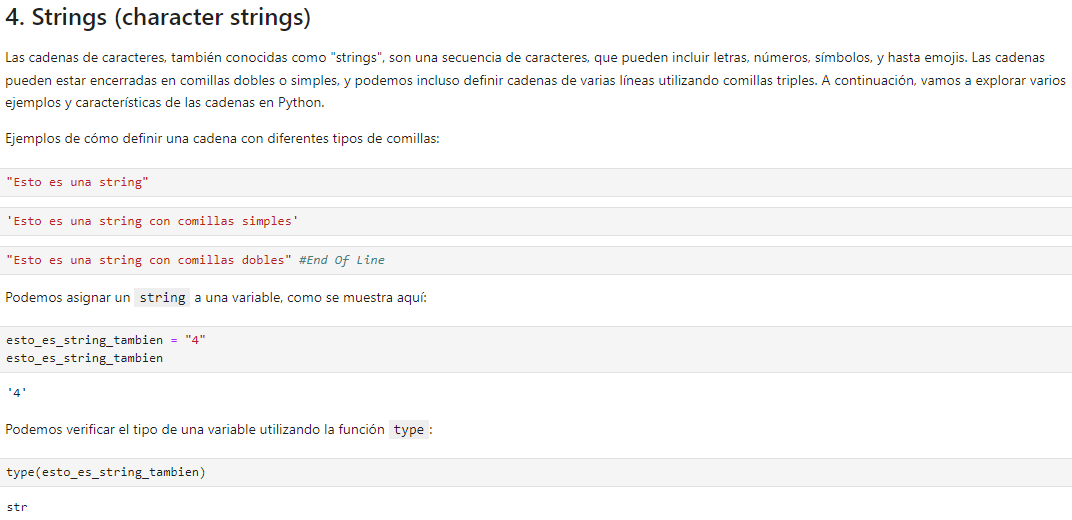 4. Strings (character strings)
Las cadenas de caracteres, también conocidas como "strings", son una secuencia de caracteres, que pueden incluir letras, números, símbolos, y hasta emojis. Las cadenas
pueden estar encerradas en comillas dobles o simples, y podemos incluso definir cadenas de varias líneas utilizando comillas triples. A continuación, vamos a explorar varios
ejemplos y características de las cadenas en Python.
Ejemplos de cómo definir una cadena con diferentes tipos de comillas:
"Esto es una string"
'Esto es una string con comillas simples'
"Esto es una string con comillas dobles" #End Of Line
Podemos asignar un string a una variable, como se muestra aquí:
esto_es_string_tambien = "4"
esto_es_string_tambien
'4'
Podemos verificar el tipo de una variable utilizando la función type:
type(esto_es_string_tambien)
str